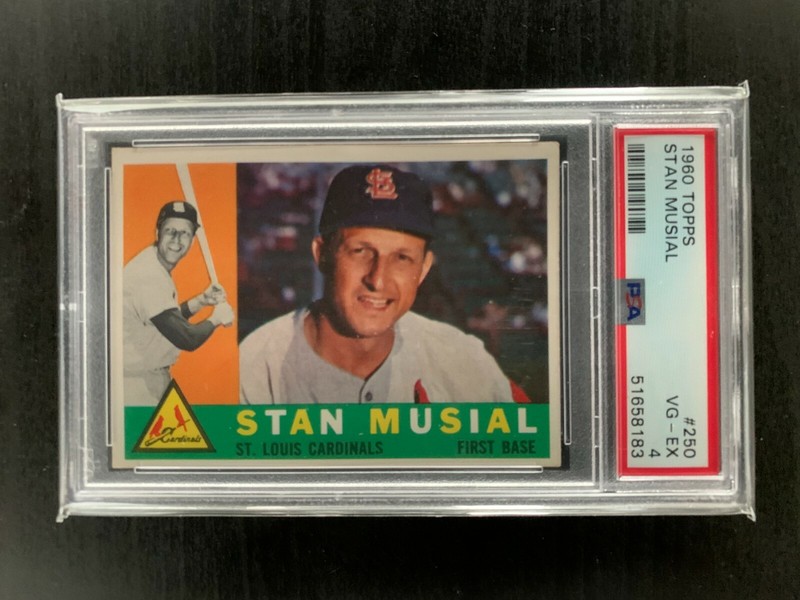 STAN MUSIAL
ST. LOUIS CARDINALS FIRST BASE
Cardinals
1960 TOPPS #250
STAN MUSIAL VG-EX 4
PSA 51658183